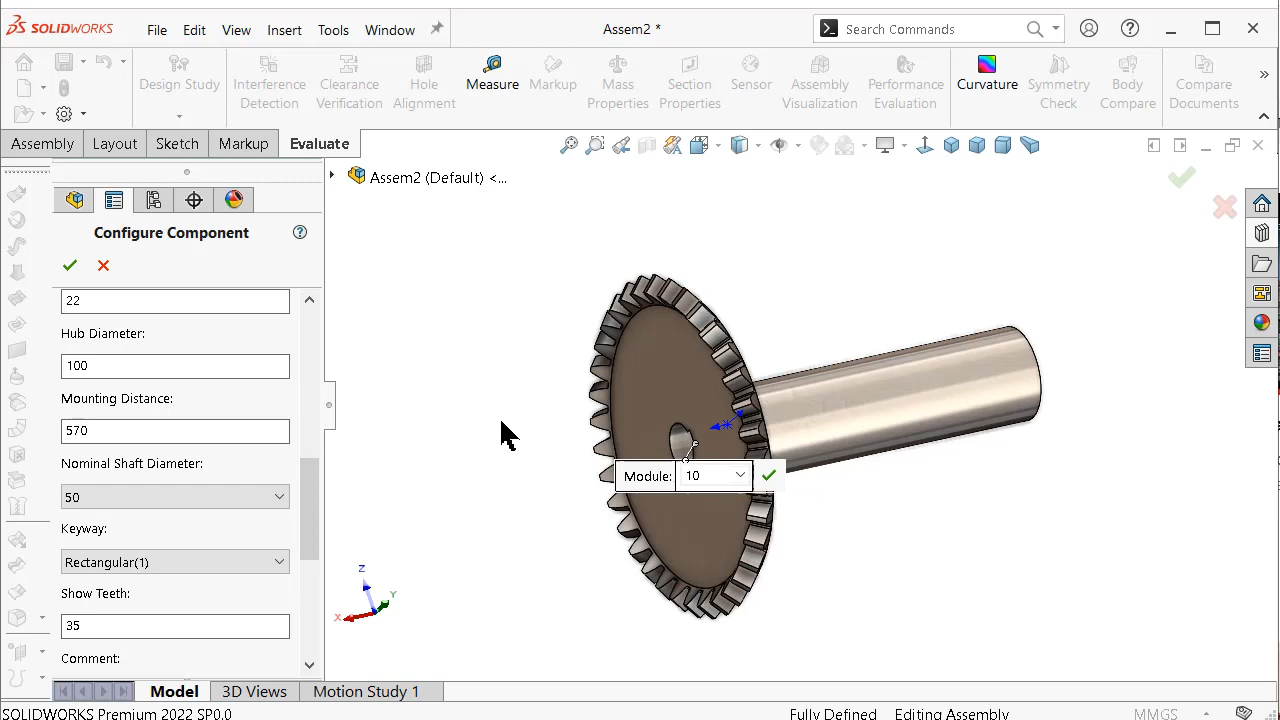 SOLIDWORKS
File Edit View Insert Tools Window
Assem2 *
Search Commands
Design Study
Interference Detection
Clearance Verification
Hole Alignment
Measure
Markup
Mass Properties
Section Properties
Sensor
Assembly Visualization
Performance Evaluation
Curvature
Symmetry Check
Body Compare
Compare Documents
Assembly Layout Sketch Markup Evaluate
Assem2 (Default) <...
Configure Component
22
Hub Diameter:
100
Mounting Distance:
570
Nominal Shaft Diameter:
50
Keyway:
Rectangular(1)
Show Teeth:
35
Comment:
Module: 10
Z
Y
X
Model 3D Views Motion Study 1
SOLIDWORKS Premium 2022 SP0.0
Fully Defined Editing Assembly MMGS